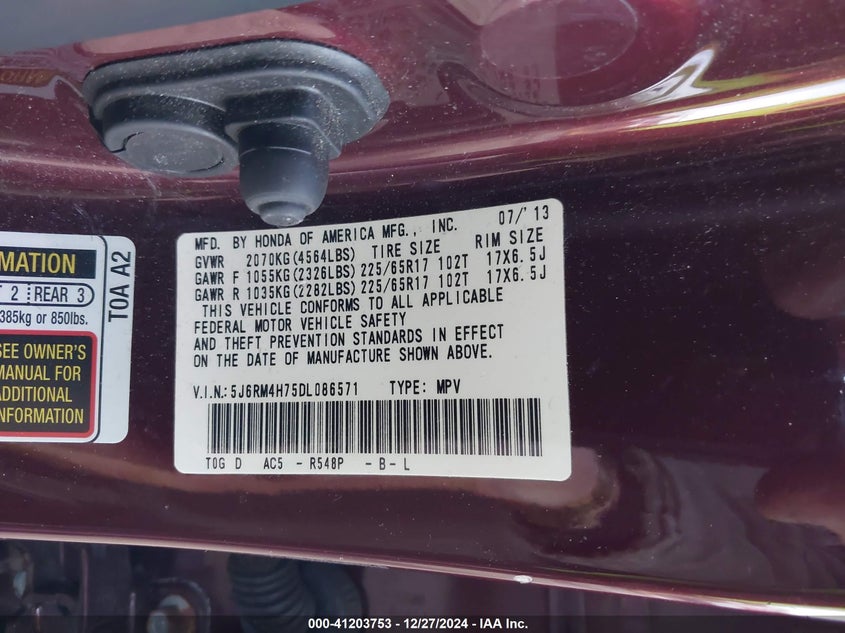 MFD. BY HONDA OF AMERICA MFG., INC. 07/'13
GVWR 2070KG(4564LBS) TIRE SIZE RIM SIZE
GAWR F 1055KG(2326LBS) 225/65R17 102T 17X6.5J
GAWR R 1035KG(2282LBS) 225/65R17 102T 17X6.5J
THIS VEHICLE CONFORMS TO ALL APPLICABLE
FEDERAL MOTOR VEHICLE SAFETY
AND THEFT PREVENTION STANDARDS IN EFFECT
ON THE DATE OF MANUFACTURE SHOWN ABOVE.
V.I.N.: 5J6RM4H75DL086571 TYPE: MPV
T0G D AC5 - R548P - B - L
MATION
T 2 REAR 3
385kg or 850lbs.
SEE OWNER'S
MANUAL FOR
ADDITIONAL
INFORMATION
T0A A2
000-41203753 - 12/27/2024 - IAA Inc.